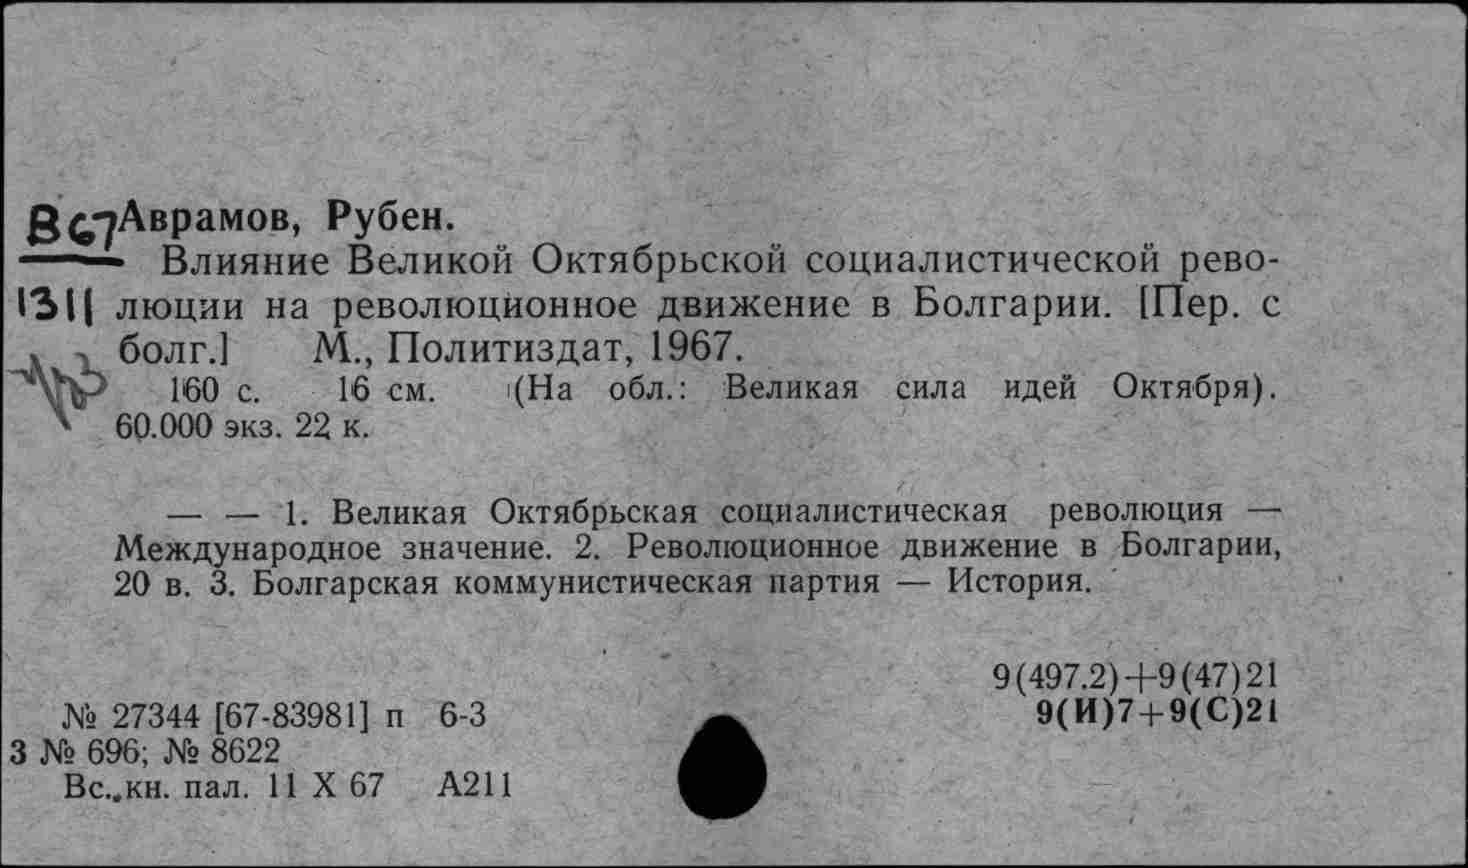 В67 Аврамов, Рубен.
Влияние Великой Октябрьской социалистической рево-
1311 люции на революционное движение в Болгарии. [Пер. с
болг.] М., Политиздат, 1967.
160 с. 16 см. (На обл.: Великая сила идей Октября).
60.000 экз. 22 к.
— — 1. Великая Октябрьская социалистическая революция —
Международное значение. 2. Революционное движение в Болгарии,
20 в. 3. Болгарская коммунистическая партия — История.
9(497.2)+9(47)21
№ 27344 [67-83981] п 6-3 9(И)7+9(С)21
3 № 696; № 8622
Вс. кн. пал. 11 X 67 А211